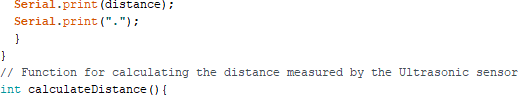 Serial.print(distance);
Serial.print(".");
}
}
// Function for calculating the distance measured by the Ultrasonic sensor
int calculateDistance(){